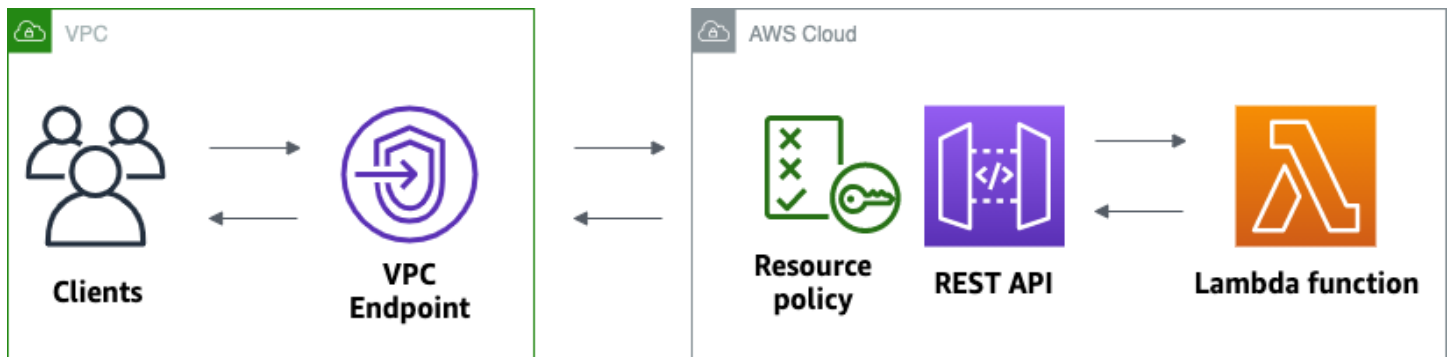 VPC
AWS Cloud
Clients
VPC
Endpoint
Resource
policy
REST API
Lambda function